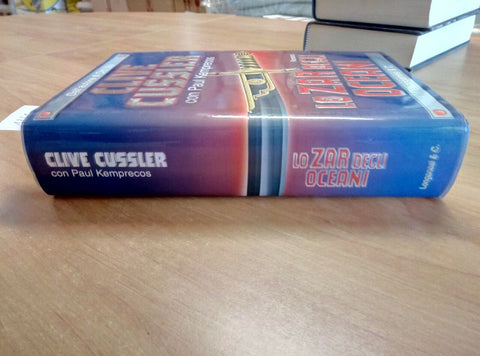 CLIVE
CUSSLER
con Paul Kemprecos
LO ZAR DEGLI
OCEANI
CLIVE CUSSLER
con Paul Kemprecos
LO ZAR DEGLI
OCEANI
Longanesi & C.